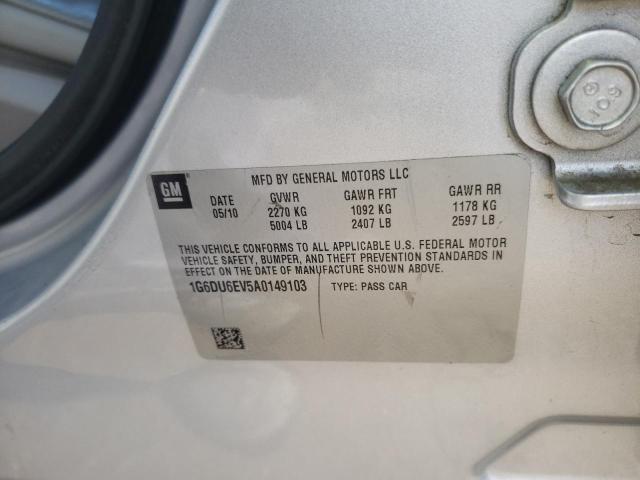 GM
MFD BY GENERAL MOTORS LLC
DATE GVWR GAWR FRT GAWR RR
05/10 2270 KG 1092 KG 1178 KG
5004 LB 2407 LB 2597 LB
THIS VEHICLE CONFORMS TO ALL APPLICABLE U.S. FEDERAL MOTOR
VEHICLE SAFETY, BUMPER, AND THEFT PREVENTION STANDARDS IN
EFFECT ON THE DATE OF MANUFACTURE SHOWN ABOVE.
1G6DU6EV5A0149103 TYPE: PASS CAR